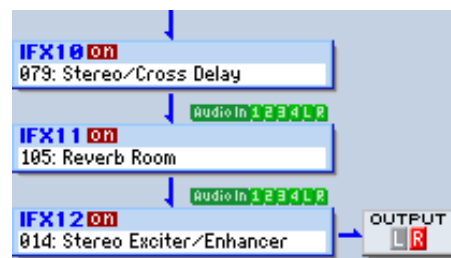 IFX10 on
079: Stereo/Cross Delay
Audio In 1 2 3 4 L R
IFX11 on
105: Reverb Room
Audio In 1 2 3 4 L R
IFX12 on
014: Stereo Exciter/Enhancer
OUTPUT
L R